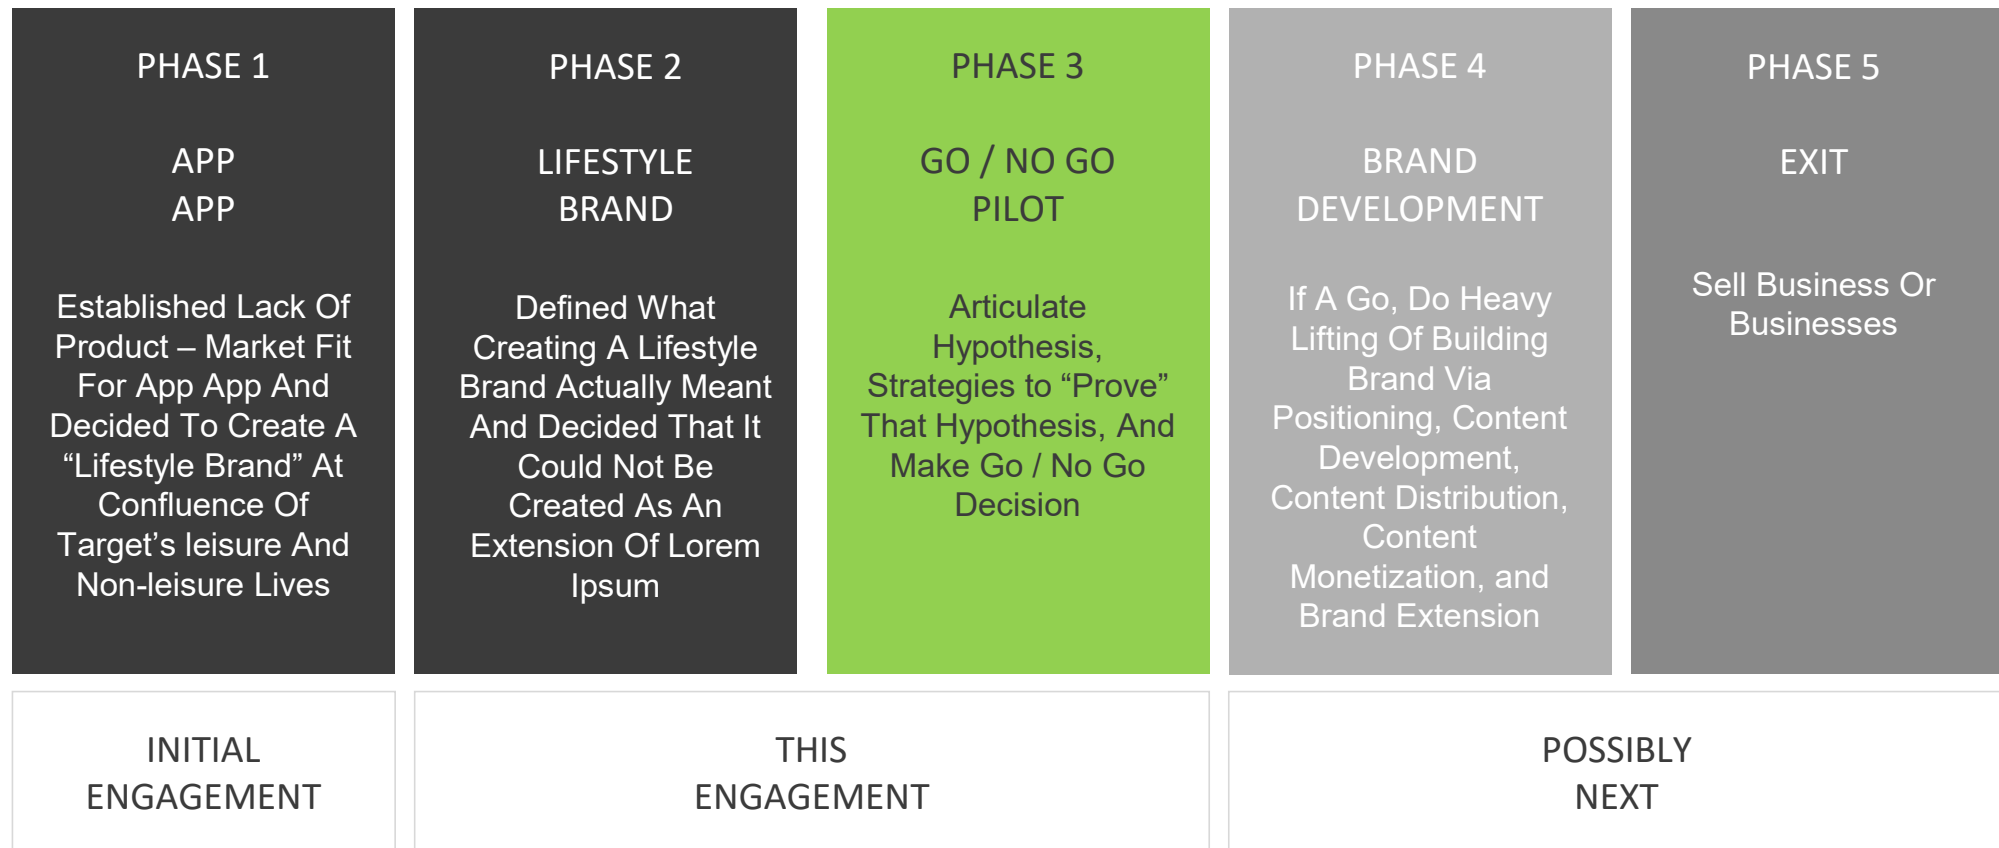 PHASE 1
APP
APP
Established Lack Of
Product – Market Fit
For App App And
Decided To Create A
“Lifestyle Brand” At
Confluence Of
Target’s leisure And
Non-leisure Lives
PHASE 2
LIFESTYLE
BRAND
Defined What
Creating A Lifestyle
Brand Actually Meant
And Decided That It
Could Not Be
Created As An
Extension Of Lorem
Ipsum
PHASE 3
GO / NO GO
PILOT
Articulate
Hypothesis,
Strategies to “Prove”
That Hypothesis, And
Make Go / No Go
Decision
PHASE 4
BRAND
DEVELOPMENT
If A Go, Do Heavy
Lifting Of Building
Brand Via
Positioning, Content
Development,
Content Distribution,
Content
Monetization, and
Brand Extension
PHASE 5
EXIT
Sell Business Or
Businesses
INITIAL
ENGAGEMENT
THIS
ENGAGEMENT
POSSIBLY
NEXT